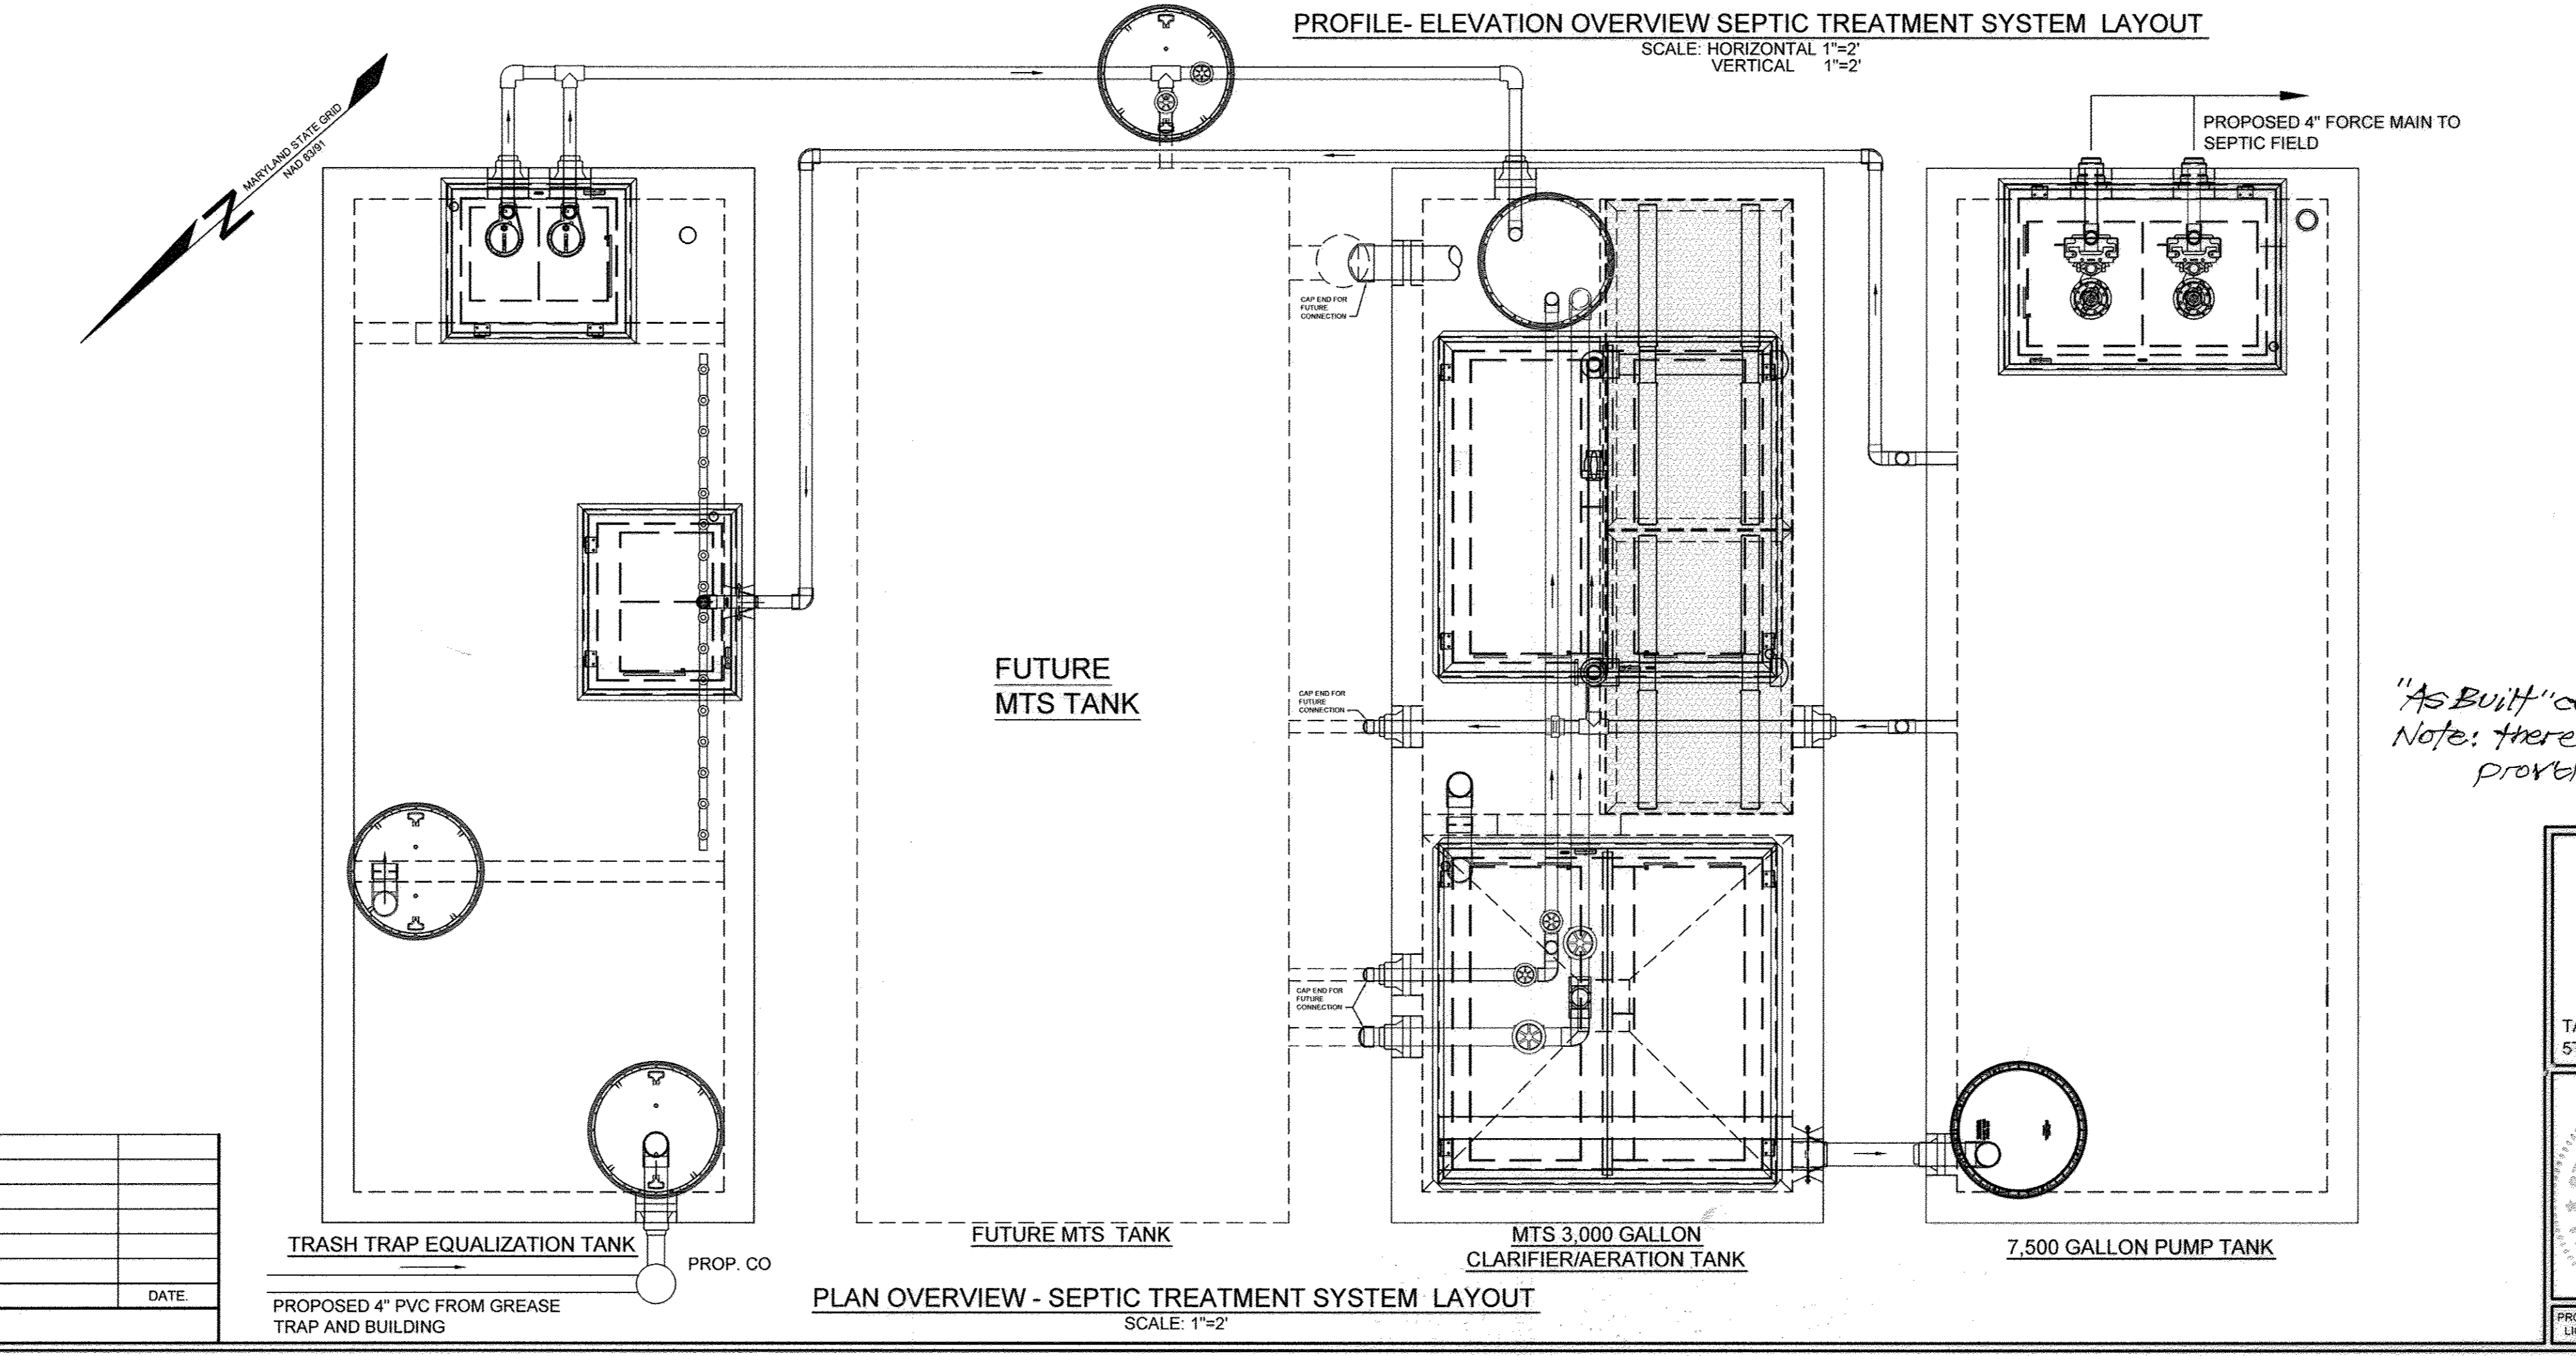 PROFILE- ELEVATION OVERVIEW SEPTIC TREATMENT SYSTEM LAYOUT
SCALE: HORIZONTAL 1"=2'
VERTICAL 1"=2'
MARYLAND STATE GRID
NAD 83/91
N
PROPOSED 4" FORCE MAIN TO
SEPTIC FIELD
CAP END FOR
FUTURE
CONNECTION
FUTURE
MTS TANK
CAP END FOR
FUTURE
CONNECTION
"As Built"
Note: there
CAP END FOR
FUTURE
CONNECTION
TRASH TRAP EQUALIZATION TANK
FUTURE MTS TANK
MTS 3,000 GALLON
CLARIFIER/AERATION TANK
7,500 GALLON PUMP TANK
PROP. CO
DATE.
PROPOSED 4" PVC FROM GREASE
TRAP AND BUILDING
PLAN OVERVIEW - SEPTIC TREATMENT SYSTEM LAYOUT
SCALE: 1"=2'